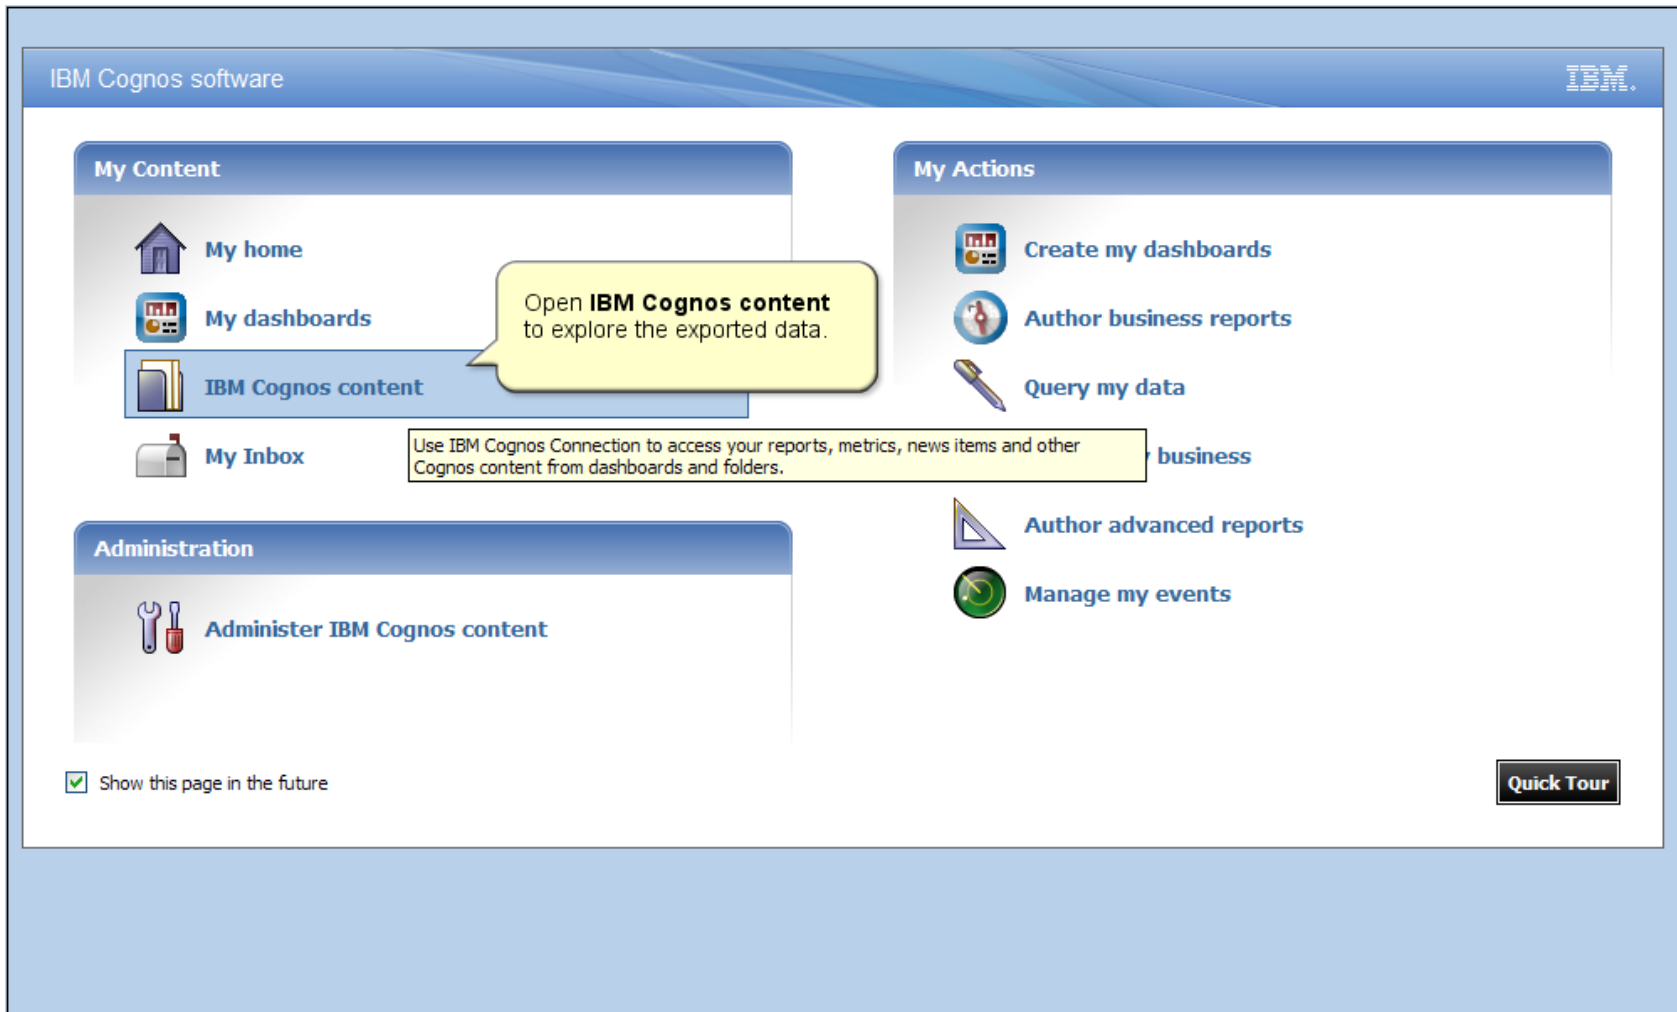 IBM Cognos software
IBM.
My Content
My home
My dashboards
IBM Cognos content
My Inbox
Open IBM Cognos content
to explore the exported data.
Use IBM Cognos Connection to access your reports, metrics, news items and other
Cognos content from dashboards and folders.
Administration
Administer IBM Cognos content
My Actions
Create my dashboards
Author business reports
Query my data
business
Author advanced reports
Manage my events
Show this page in the future
Quick Tour